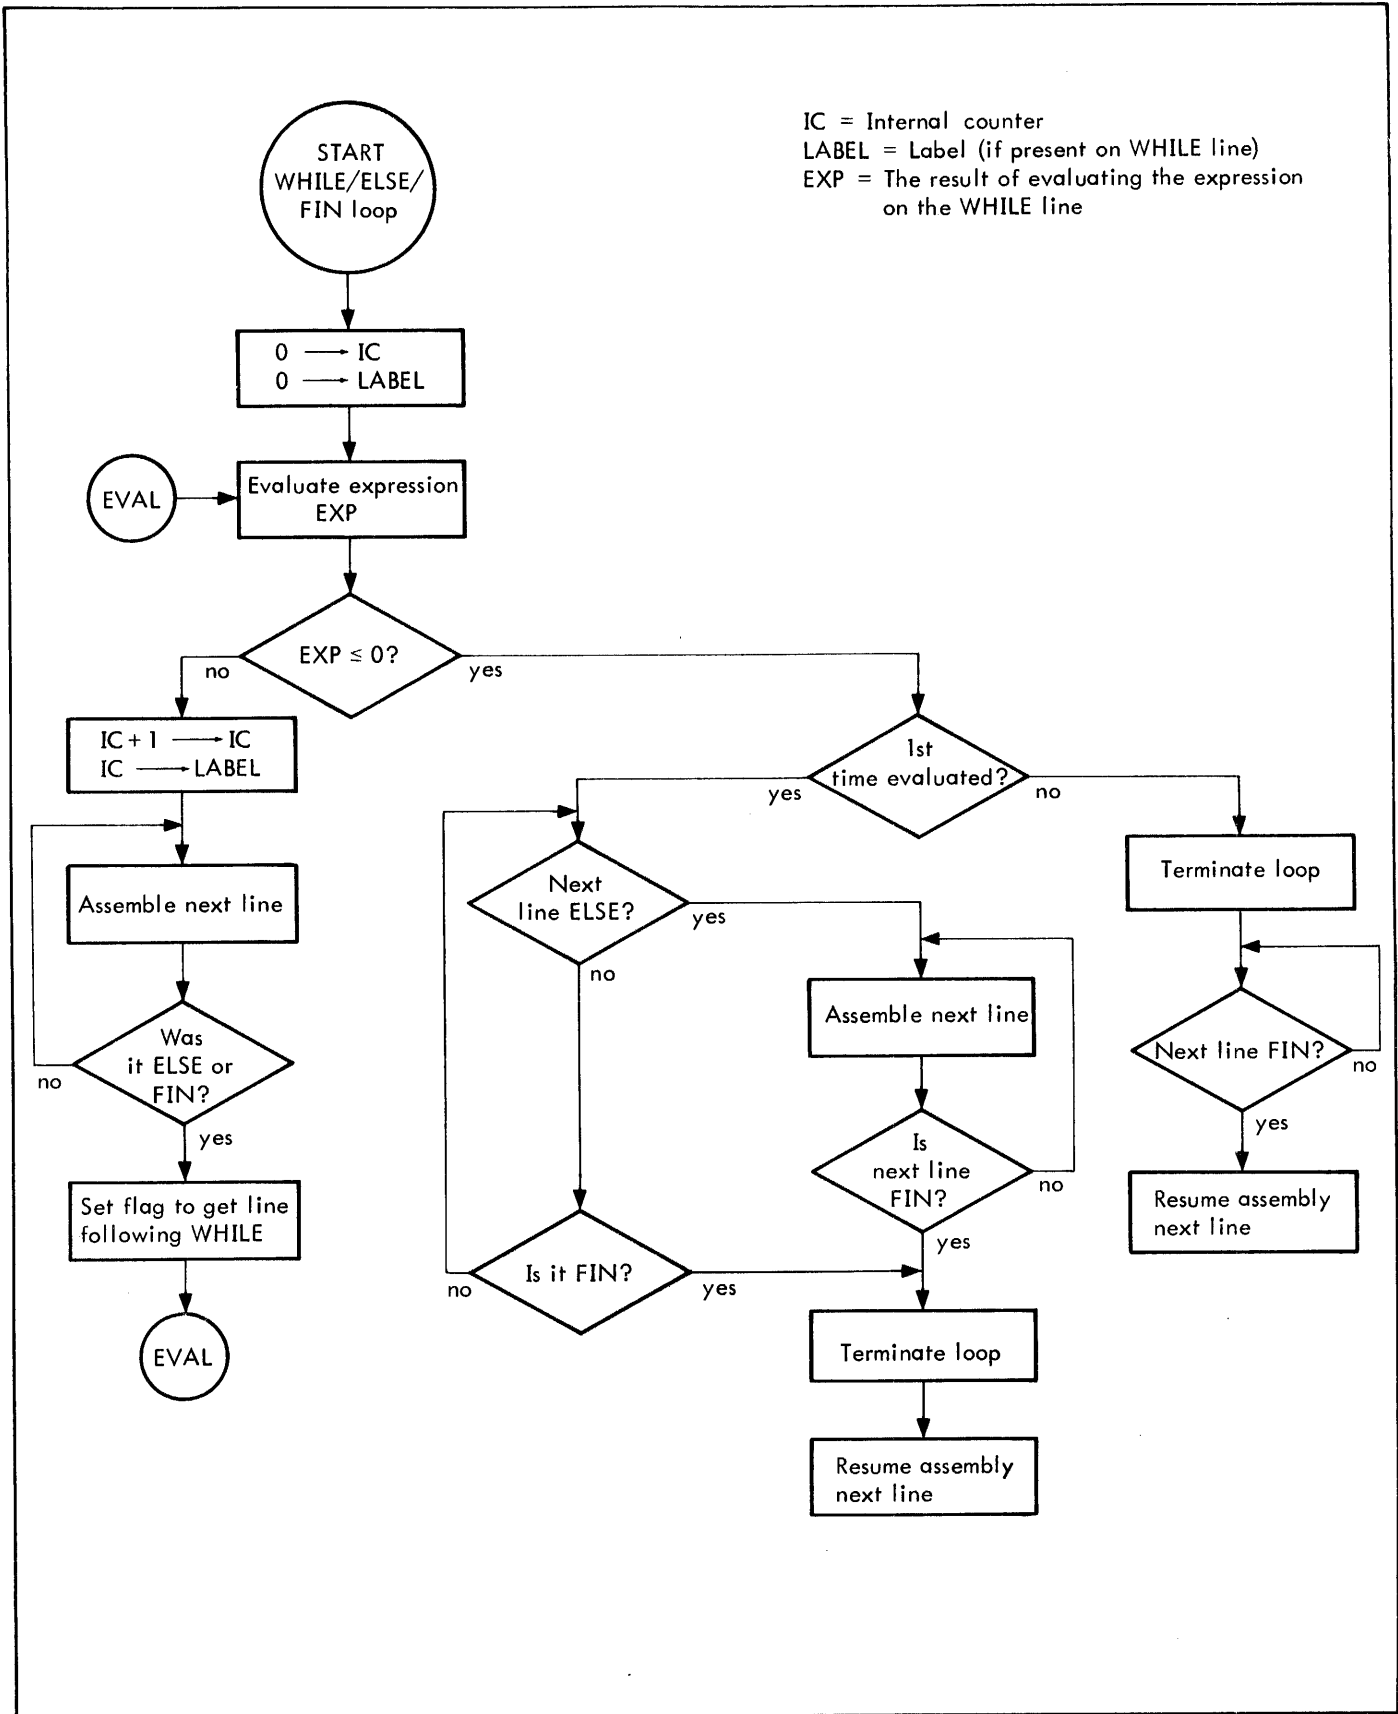 START
WHILE/ELSE/
FIN loop
IC = Internal counter
LABEL = Label (if present on WHILE line)
EXP = The result of evaluating the expression
on the WHILE line
0 → IC
0 → LABEL
EVAL
Evaluate expression
EXP
EXP ≤ 0?
no
yes
IC + 1 → IC
IC → LABEL
1st
time evaluated?
yes
no
Assemble next line
Next
line ELSE?
yes
no
Terminate loop
Was
it ELSE or
FIN?
no
yes
Assemble next line
Next line FIN?
no
yes
Is
next line
FIN?
no
yes
Set flag to get line
following WHILE
Resume assembly
next line
Is it FIN?
no
yes
EVAL
Terminate loop
Resume assembly
next line